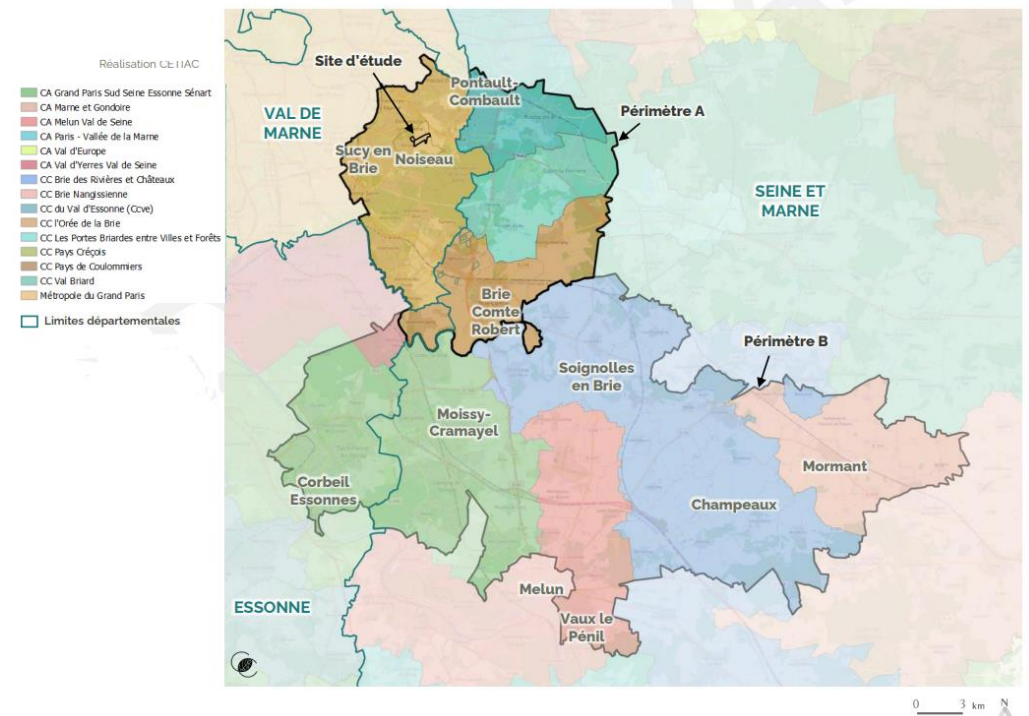 Réalisation CETIAC
CA Grand Paris Sud Seine Essonne Sénart
CA Marne et Gondoire
CA Melun Val de Seine
CA Paris - Vallée de la Marne
CA Val d'Europe
CA Val d'Yerres Val de Seine
CC Brie des Rivières et Châteaux
CC Brie Nangissienne
CC du Val d'Essonne (Ccve)
CC l'Orée de la Brie
CC Les Portes Briardes entre Villes et Forêts
CC Pays Créçois
CC Pays de Coulommiers
CC Val Briard
Métropole du Grand Paris
Limites départementales
Site d'étude
Pontault-
Combault
Périmètre A
VAL DE
MARNE
Sucy en
Brie
Noiseau
SEINE ET
MARNE
Brie
Comte
Robert
Périmètre B
Soignolles
en Brie
Moissy-
Cramayel
Mormant
Corbeil
Essonnes
Champeaux
Melun
ESSONNE
Vaux le
Pénil
0 3 km N